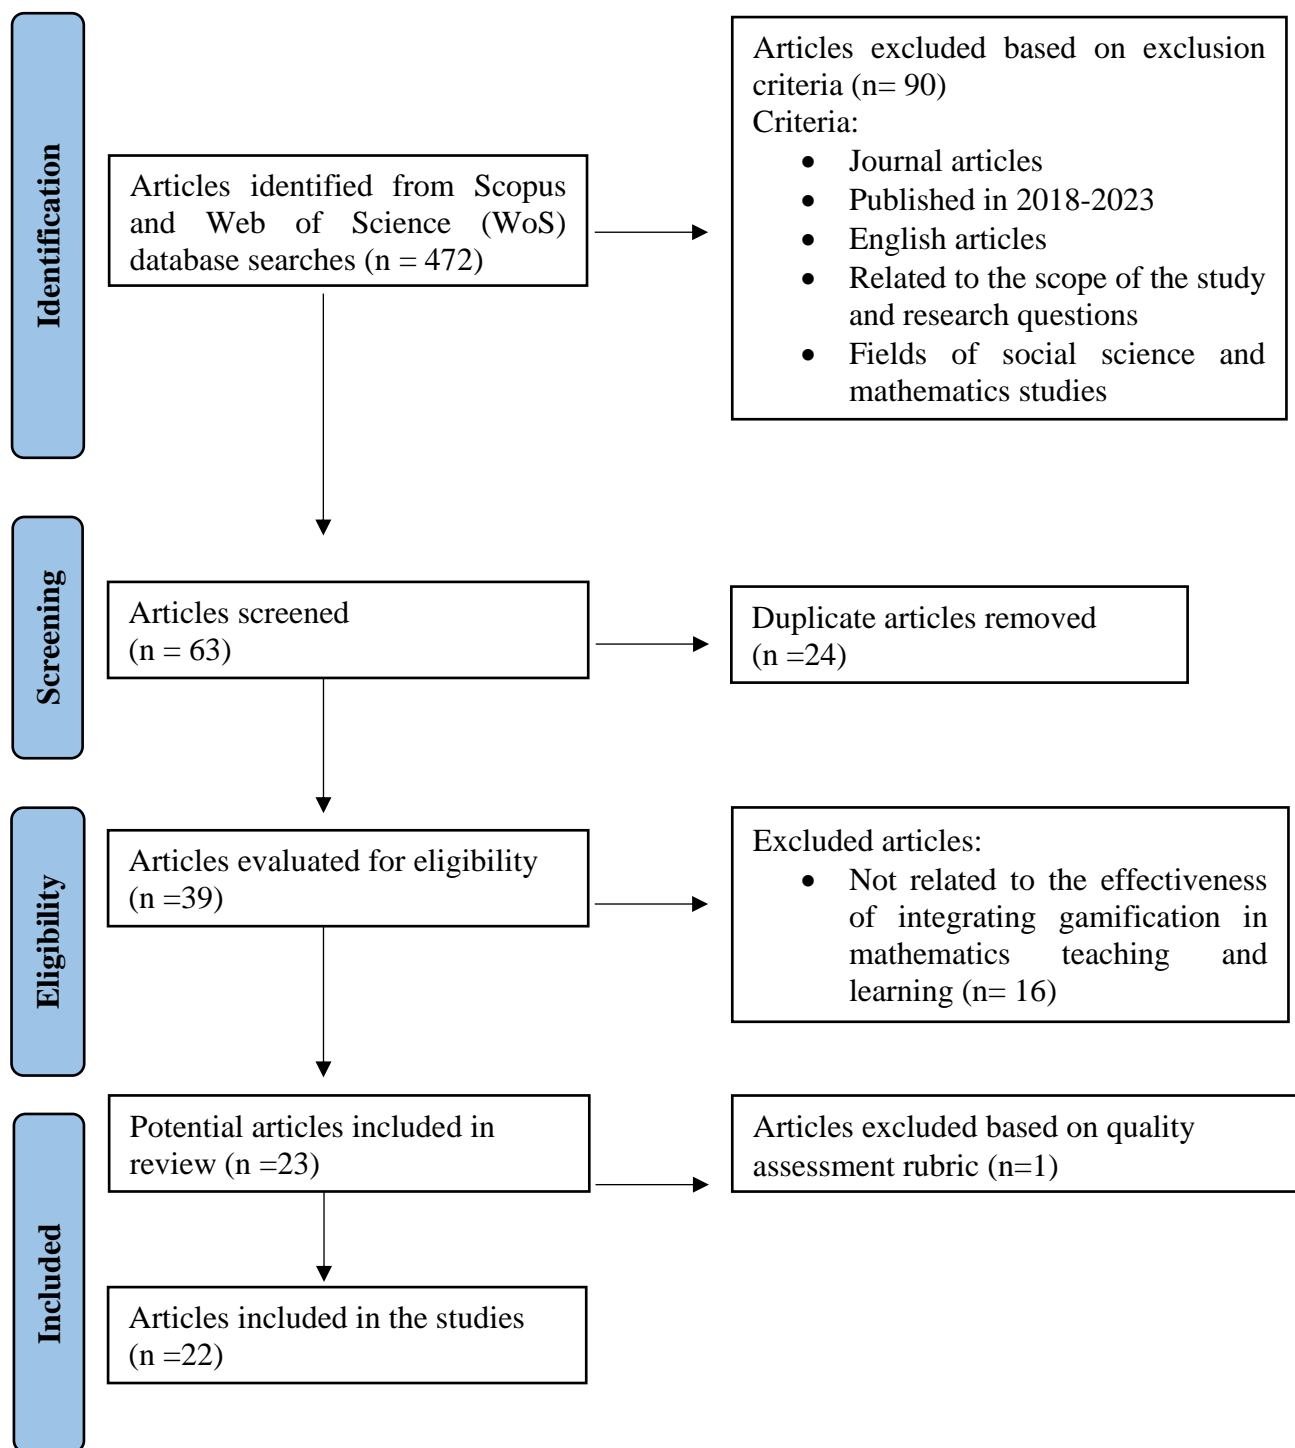 Identification
Articles identified from Scopus
and Web of Science (WoS)
database searches (n = 472)
Articles excluded based on exclusion
criteria (n= 90)
Criteria:
• Journal articles
• Published in 2018-2023
• English articles
• Related to the scope of the study
and research questions
• Fields of social science and
mathematics studies
Screening
Articles screened
(n = 63)
Duplicate articles removed
(n =24)
Eligibility
Articles evaluated for eligibility
(n =39)
Excluded articles:
• Not related to the effectiveness
of integrating gamification in
mathematics teaching and
learning (n= 16)
Included
Potential articles included in
review (n =23)
Articles excluded based on quality
assessment rubric (n=1)
Articles included in the studies
(n =22)